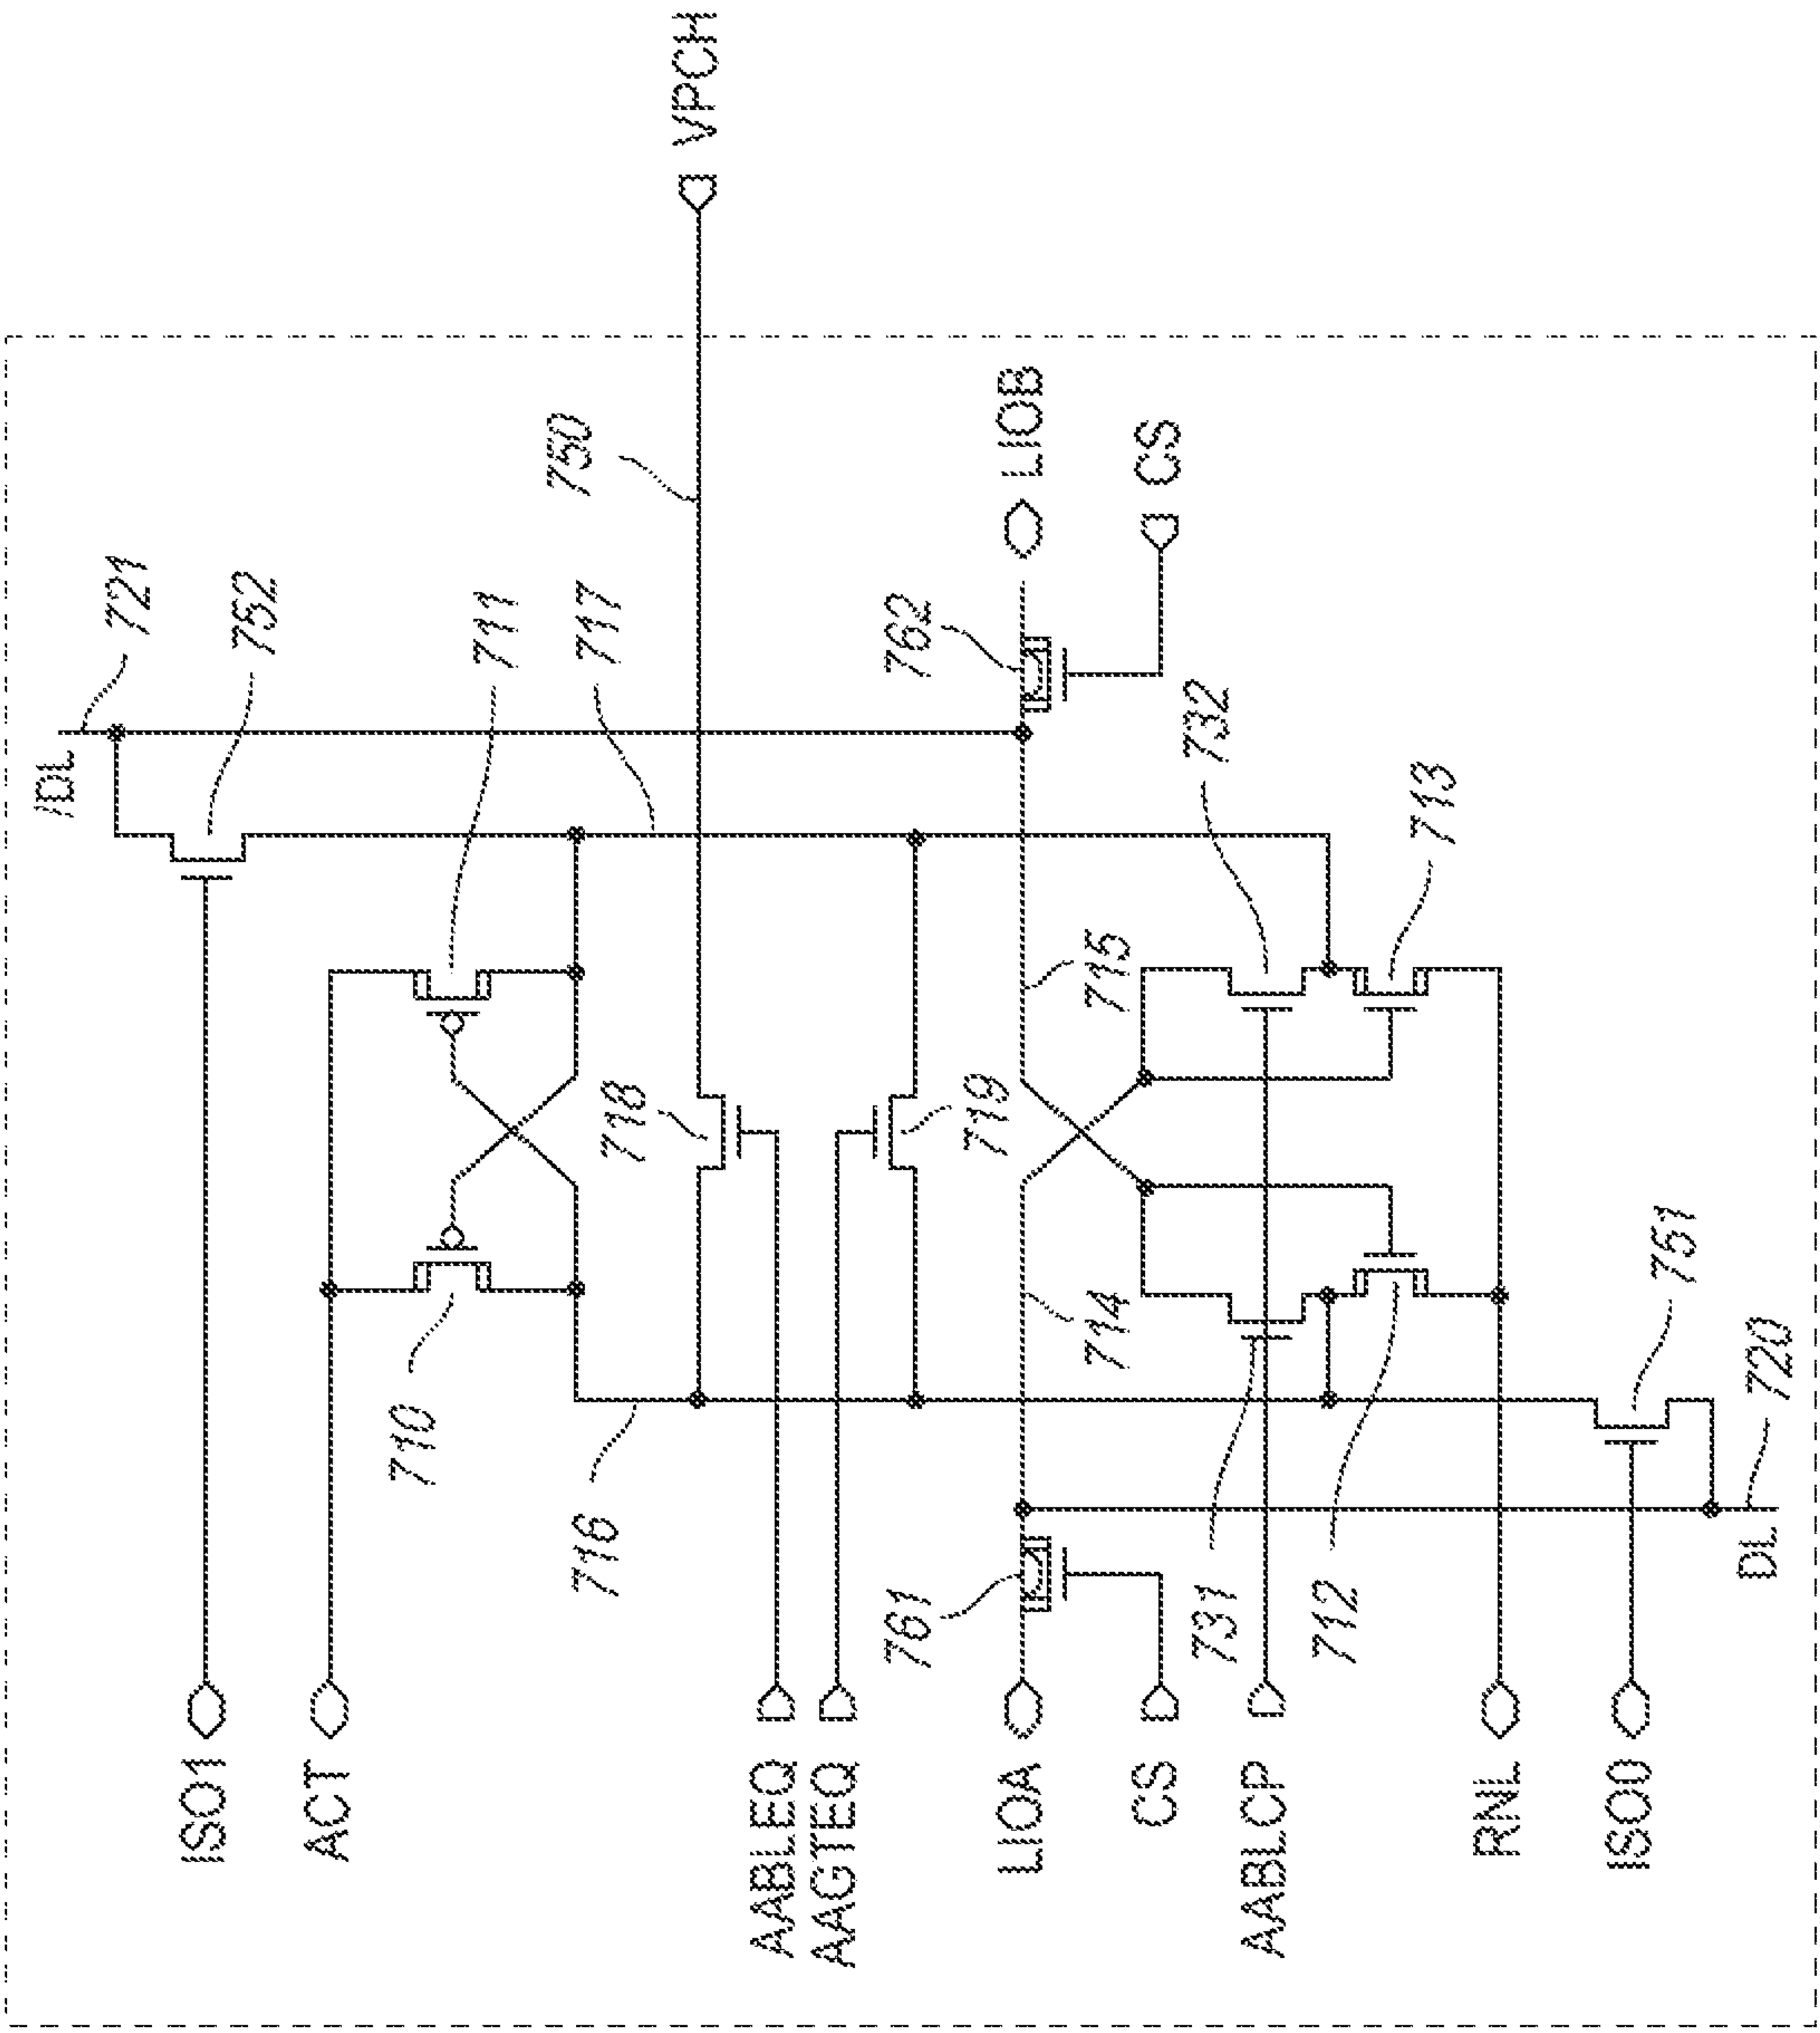 /DL
721
752
ISO1
ACT
710
711
717
716
750
VPCH
718
AABLEQ
AAGTEQ
719
762
LIOB
CS
761
LIOA
CS
714
715
732
713
731
AABLCP
712
RNL
751
ISO0
720
DL